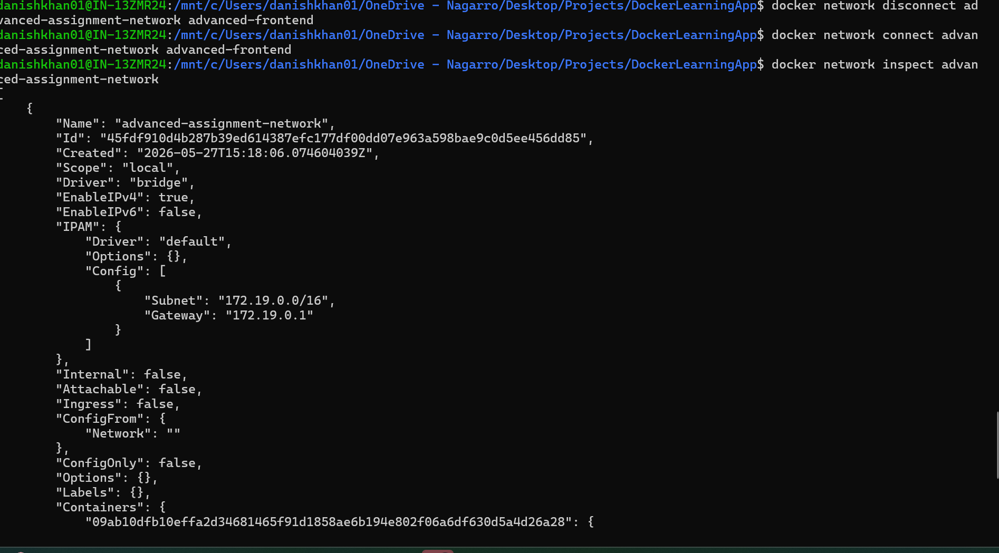 danishkhan01@IN-13ZMR24:/mnt/c/Users/danishkhan01/OneDrive - Nagarro/Desktop/Projects/DockerLearningApp$ docker network disconnect ad
vanced-assignment-network advanced-frontend
danishkhan01@IN-13ZMR24:/mnt/c/Users/danishkhan01/OneDrive - Nagarro/Desktop/Projects/DockerLearningApp$ docker network connect advan
ced-assignment-network advanced-frontend
danishkhan01@IN-13ZMR24:/mnt/c/Users/danishkhan01/OneDrive - Nagarro/Desktop/Projects/DockerLearningApp$ docker network inspect advan
ced-assignment-network
[
    {
        "Name": "advanced-assignment-network",
        "Id": "45fdf910d4b287b39ed614387efc177df00dd07e963a598bae9c0d5ee456dd85",
        "Created": "2026-05-27T15:18:06.074604039Z",
        "Scope": "local",
        "Driver": "bridge",
        "EnableIPv4": true,
        "EnableIPv6": false,
        "IPAM": {
            "Driver": "default",
            "Options": {},
            "Config": [
                {
                    "Subnet": "172.19.0.0/16",
                    "Gateway": "172.19.0.1"
                }
            ]
        },
        "Internal": false,
        "Attachable": false,
        "Ingress": false,
        "ConfigFrom": {
            "Network": ""
        },
        "ConfigOnly": false,
        "Options": {},
        "Labels": {},
        "Containers": {
            "09ab10dfb10effa2d34681465f91d1858ae6b194e802f06a6df630d5a4d26a28": {